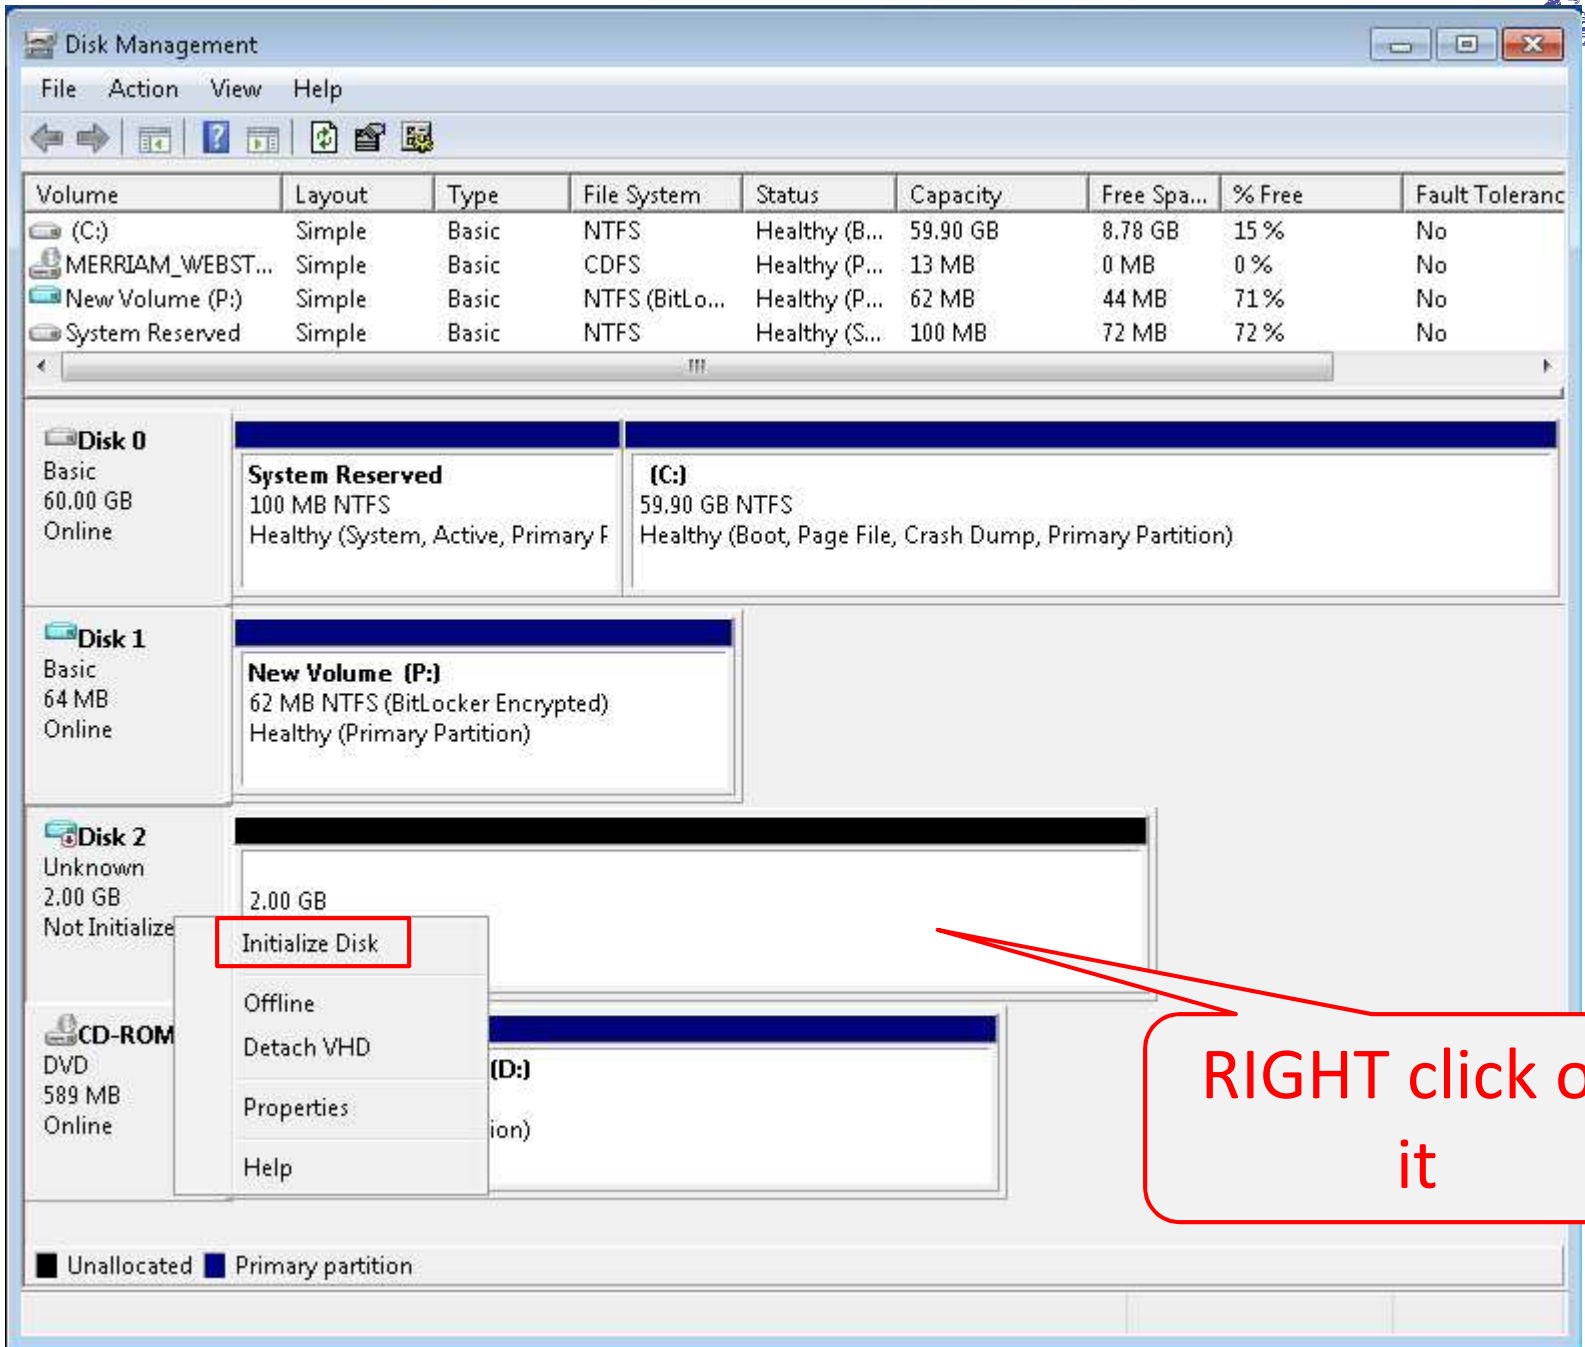 Disk Management
File Action View Help
Volume Layout Type File System Status Capacity Free Spa... % Free Fault Toleranc
(C:) Simple Basic NTFS Healthy (B... 59.90 GB 8.78 GB 15 % No
MERRIAM_WEBST... Simple Basic CDFS Healthy (P... 13 MB 0 MB 0 % No
New Volume (P:) Simple Basic NTFS (BitLo... Healthy (P... 62 MB 44 MB 71 % No
System Reserved Simple Basic NTFS Healthy (S... 100 MB 72 MB 72 % No
Disk 0
Basic
60.00 GB
Online
System Reserved
100 MB NTFS
Healthy (System, Active, Primary P
(C:)
59.90 GB NTFS
Healthy (Boot, Page File, Crash Dump, Primary Partition)
Disk 1
Basic
64 MB
Online
New Volume (P:)
62 MB NTFS (BitLocker Encrypted)
Healthy (Primary Partition)
Disk 2
Unknown
2.00 GB
Not Initialize
2.00 GB
Initialize Disk
Offline
Detach VHD
Properties
Help
CD-ROM
DVD
589 MB
Online
(D:)
ion)
RIGHT click o
it
Unallocated Primary partition